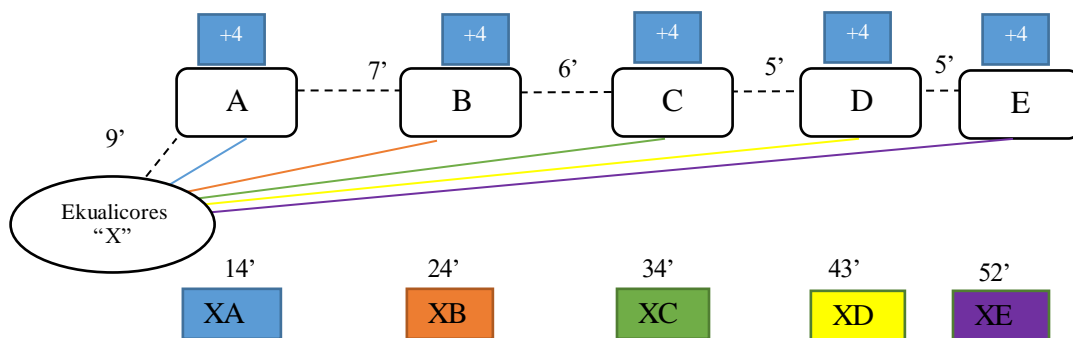 +4
+4
+4
+4
+4
7’
6’
5’
5’
A
B
C
D
E
9’
Ekualicores
“X”
14’
24’
34’
43’
52’
XA
XB
XC
XD
XE